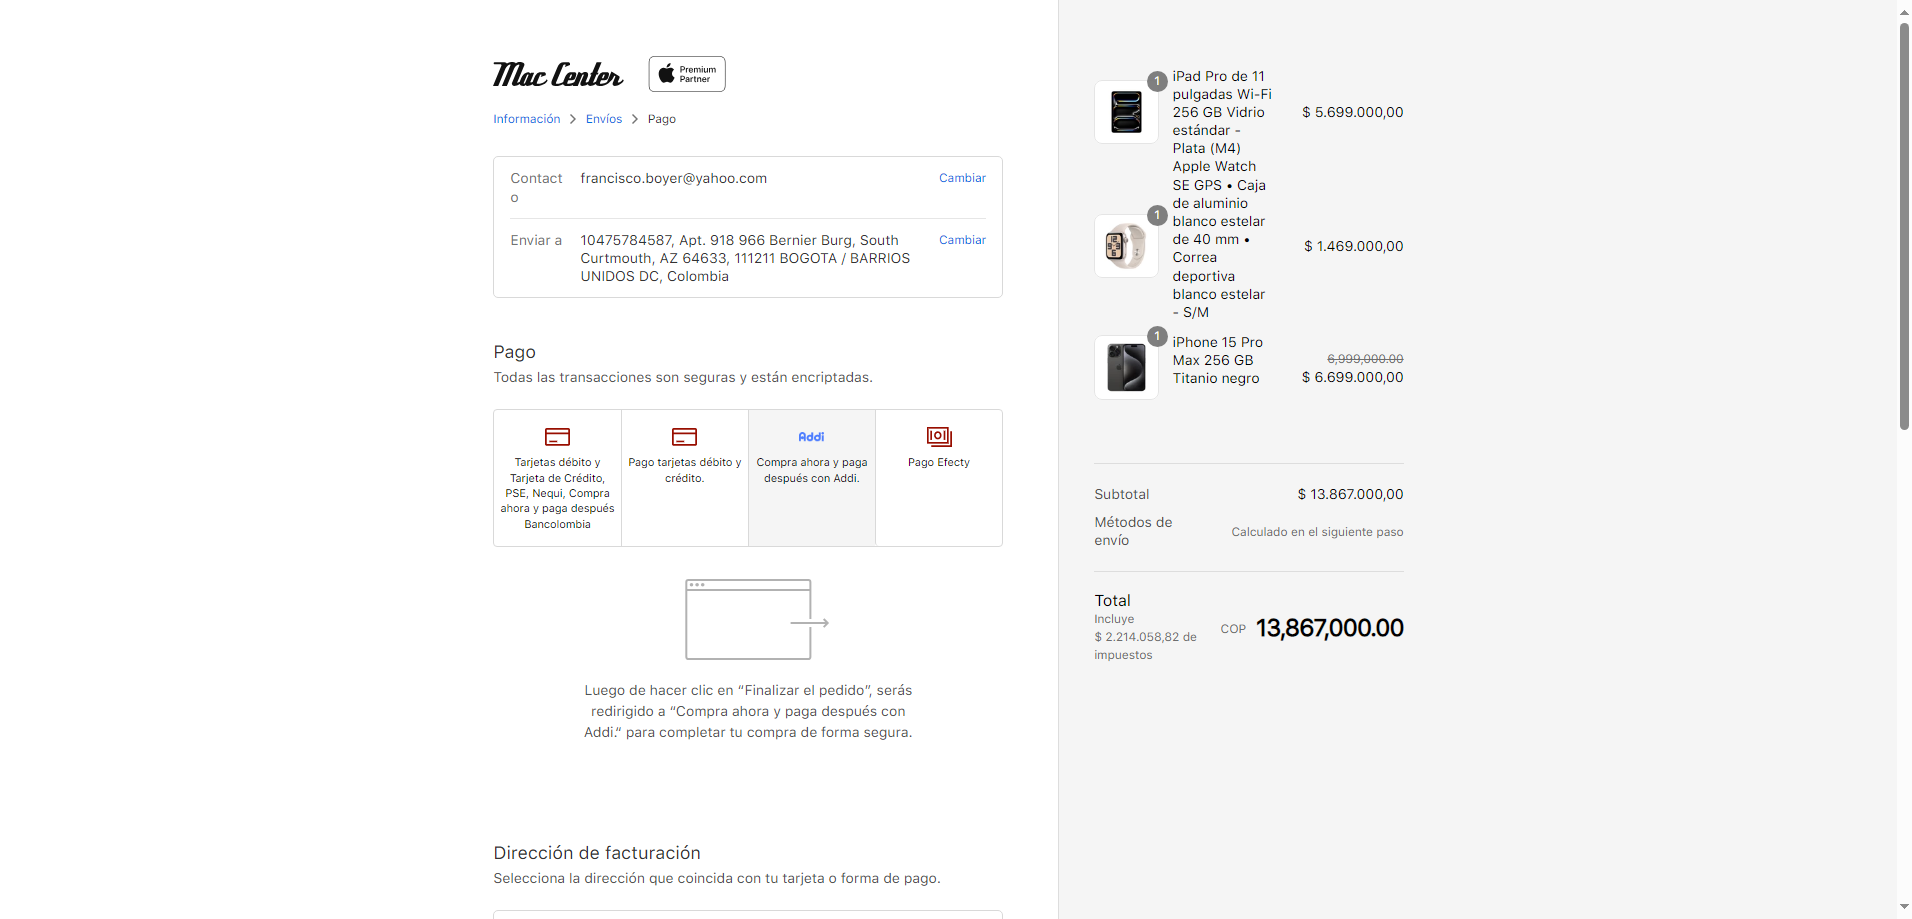 Mac Center
Premium
Partner
Información > Envíos > Pago
Contact
o
francisco.boyer@yahoo.com
Cambiar
Enviar a
10475784587, Apt. 918 966 Bernier Burg, South
Curtmouth, AZ 64633, 111211 BOGOTA / BARRIOS
UNIDOS DC, Colombia
Cambiar
Pago
Todas las transacciones son seguras y están encriptadas.
Tarjetas débito y
Tarjeta de Crédito,
PSE, Nequi, Compra
ahora y paga después
Bancolombia
Pago tarjetas débito y
crédito.
Addi
Compra ahora y paga
después con Addi.
Pago Efecty
Luego de hacer clic en “Finalizar el pedido”, serás
redirigido a “Compra ahora y paga después con
Addi.“ para completar tu compra de forma segura.
Dirección de facturación
Selecciona la dirección que coincida con tu tarjeta o forma de pago.
1
iPad Pro de 11
pulgadas Wi-Fi
256 GB Vidrio
estándar -
Plata (M4)
$ 5.699.000,00
1
Apple Watch
SE GPS • Caja
de aluminio
blanco estelar
de 40 mm •
Correa
deportiva
blanco estelar
- S/M
$ 1.469.000,00
1
iPhone 15 Pro
Max 256 GB
Titanio negro
6,999,000.00
$ 6.699.000,00
Subtotal
$ 13.867.000,00
Métodos de
envío
Calculado en el siguiente paso
Total
Incluye
$ 2.214.058,82 de
impuestos
COP 13,867,000.00